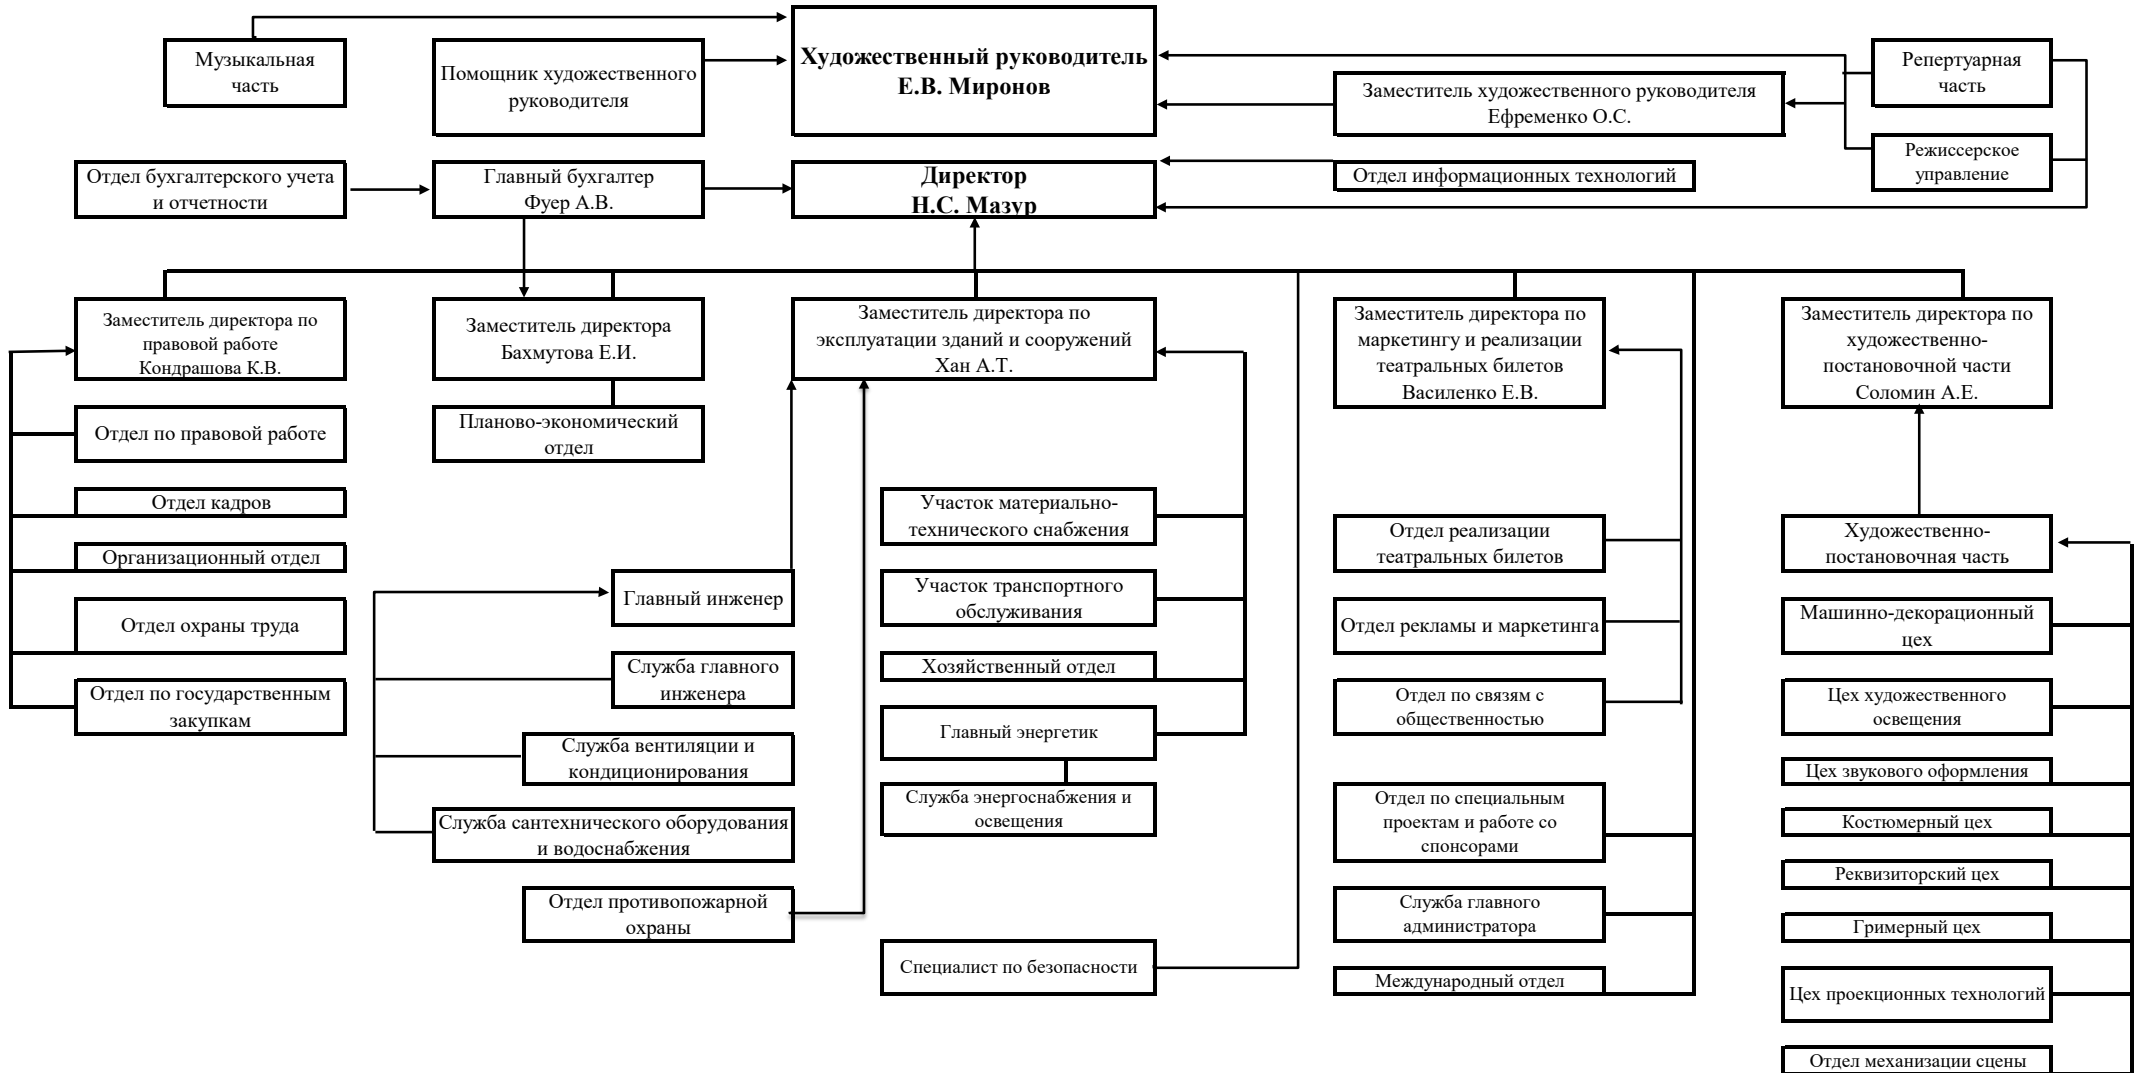 Музыкальная
часть
Помощник художественного
руководителя
Художественный руководитель
Е.В. Миронов
Заместитель художественного руководителя
Ефременко О.С.
Репертуарная
часть
Режиссерское
управление
Отдел бухгалтерского учета
и отчетности
Главный бухгалтер
Фуер А.В.
Директор
Н.С. Мазур
Отдел информационных технологий
Заместитель директора по
правовой работе
Кондрашова К.В.
Заместитель директора
Бахмутова Е.И.
Заместитель директора по
эксплуатации зданий и сооружений
Хан А.Т.
Заместитель директора по
маркетингу и реализации
театральных билетов
Василенко Е.В.
Заместитель директора по
художественно-
постановочной части
Соломин А.Е.
Отдел по правовой работе
Отдел кадров
Организационный отдел
Отдел охраны труда
Отдел по государственным
закупкам
Планово-экономический
отдел
Главный инженер
Служба главного
инженера
Служба вентиляции и
кондиционирования
Служба сантехнического оборудования
и водоснабжения
Отдел противопожарной
охраны
Участок материально-
технического снабжения
Участок транспортного
обслуживания
Хозяйственный отдел
Главный энергетик
Служба энергоснабжения и
освещения
Специалист по безопасности
Отдел реализации
театральных билетов
Отдел рекламы и маркетинга
Отдел по связям с
общественностью
Отдел по специальным
проектам и работе со
спонсорами
Служба главного
администратора
Международный отдел
Художественно-
постановочная часть
Машинно-декорационный
цех
Цех художественного
освещения
Цех звукового оформления
Костюмерный цех
Реквизиторский цех
Гримерный цех
Цех проекционных технологий
Отдел механизации сцены